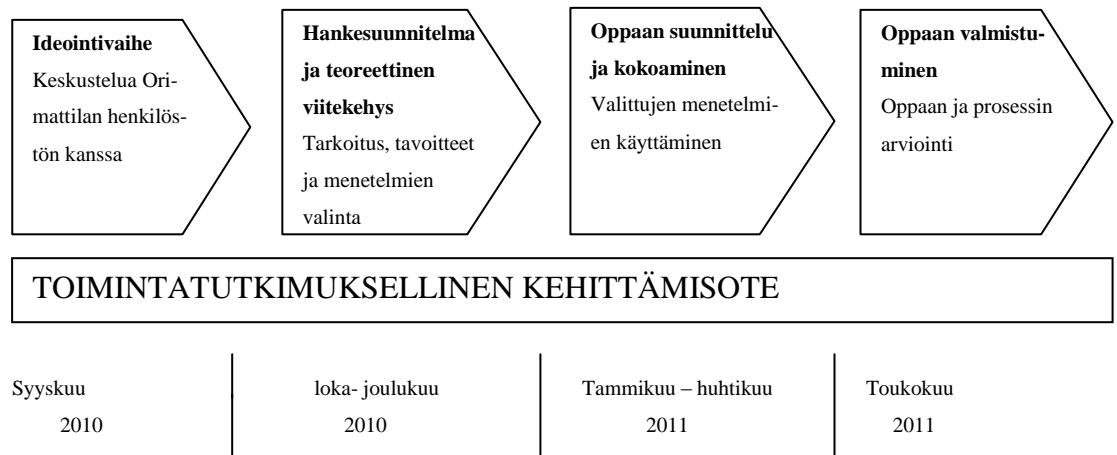 Ideointivaihe
Keskustelua Ori-
mattilan henkilös-
tön kanssa
Hankesuunnitelma
ja teoreettinen
viitekehys
Tarkoitus, tavoitteet
ja menetelmien
valinta
Oppaan suunnittelu
ja kokoaminen
Valittujen menetelmi-
en käyttäminen
Oppaan valmistu-
minen
Oppaan ja prosessin
arviointi
TOIMINTATUTKIMUKSELLINEN KEHITTÄMISOTE
Syyskuu
2010
loka- joulukuu
2010
Tammikuu – huhtikuu
2011
Toukokuu
2011